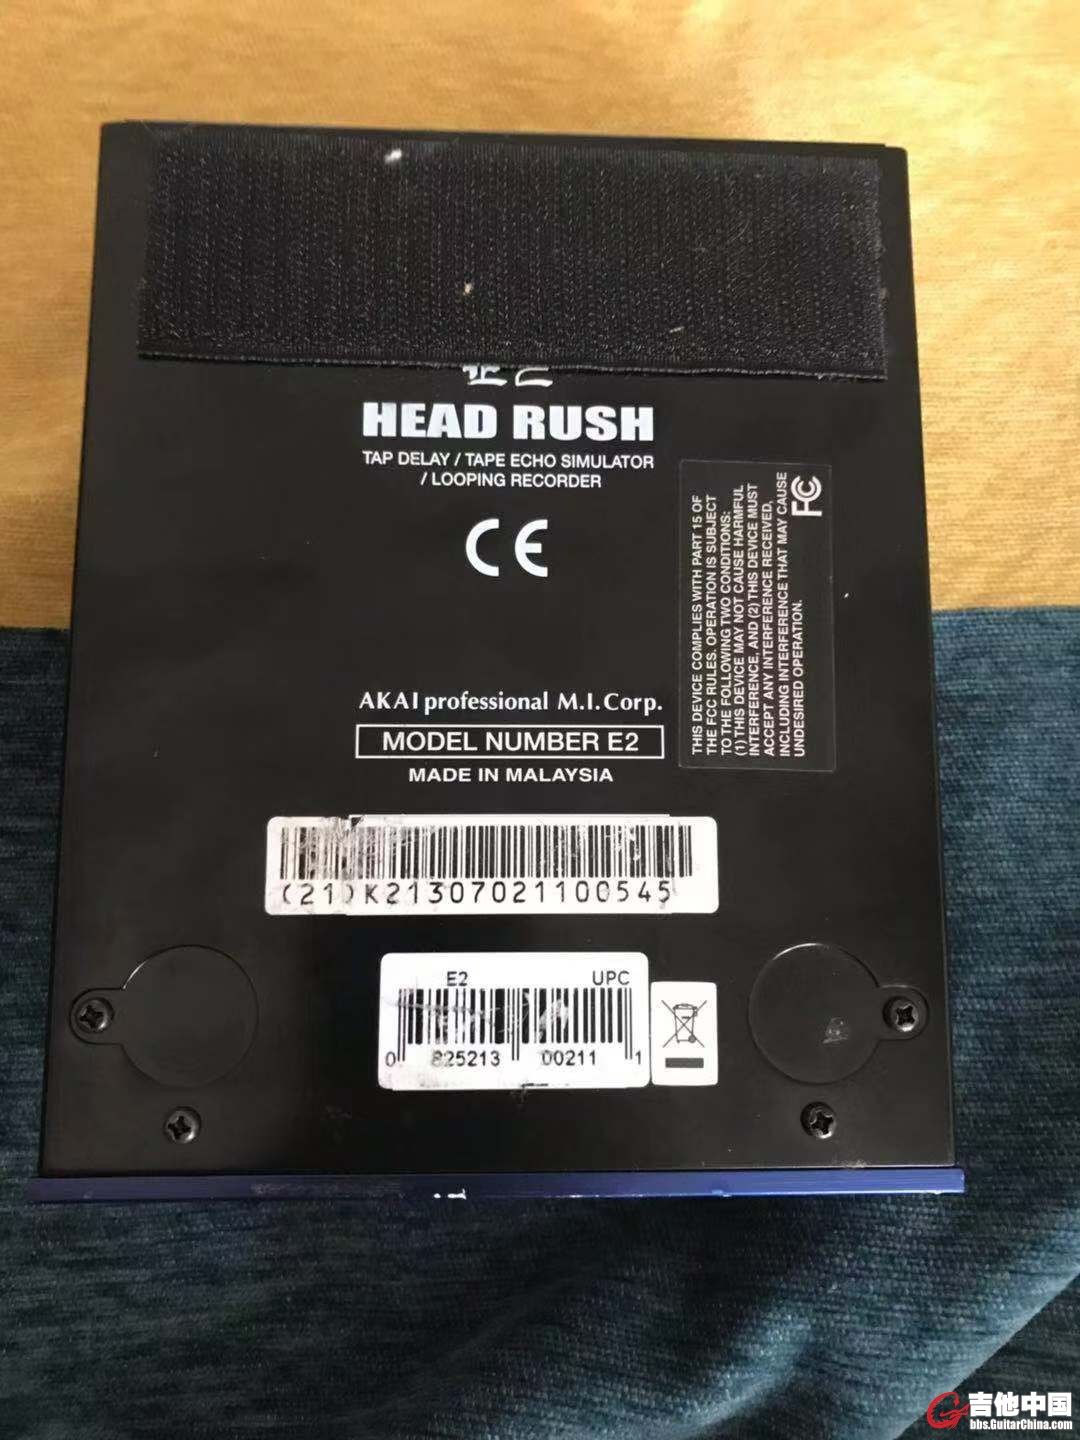 E2
HEAD RUSH
TAP DELAY / TAPE ECHO SIMULATOR
/ LOOPING RECORDER
CE
THIS DEVICE COMPLIES WITH PART 15 OF
THE FCC RULES. OPERATION IS SUBJECT
TO THE FOLLOWING TWO CONDITIONS:
(1) THIS DEVICE MAY NOT CAUSE HARMFUL
INTERFERENCE, AND (2) THIS DEVICE MUST
ACCEPT ANY INTERFERENCE RECEIVED,
INCLUDING INTERFERENCE THAT MAY CAUSE
UNDESIRED OPERATION.
FC
AKAI professional M.I.Corp.
MODEL NUMBER E2
MADE IN MALAYSIA
(21)K21307021100545
E2 UPC
0 825213 00211 1
吉他中国
bbs.GuitarChina.com